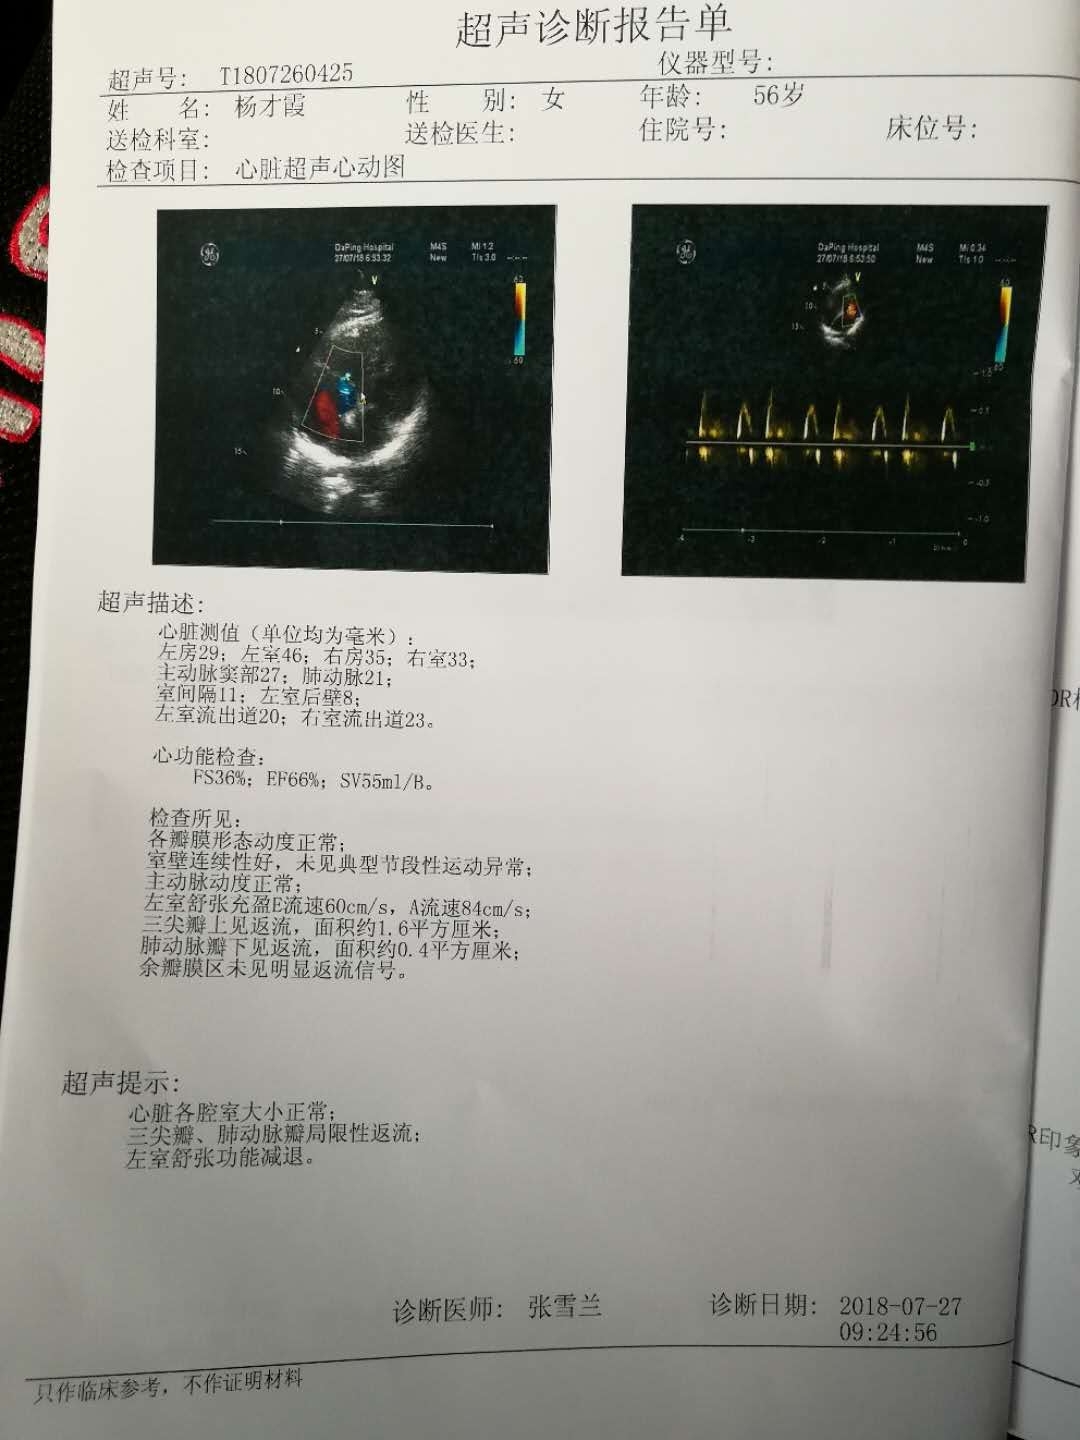 超声诊断报告单
超声号: T1807260425 仪器型号:
姓 名: 杨才霞 性 别: 女 年龄: 56岁
送检科室: 送检医生: 住院号: 床位号:
检查项目: 心脏超声心动图
DaPing Hospital M4S MI 1.2
27/07/18 6:53:32 New TIs 3.0
V
5
10
15
60
DaPing Hospital M4S MI 0.34
27/07/18 6:53:50 New TIs 1.0
V
10
15
60
超声描述:
心脏测值（单位均为毫米）:
左房29; 左室46; 右房35; 右室33;
主动脉窦部27; 肺动脉21;
室间隔11; 左室后壁8;
左室流出道20; 右室流出道23。
心功能检查:
FS36%; EF66%; SV55ml/B。
检查所见:
各瓣膜形态动度正常;
室壁连续性好, 未见典型节段性运动异常;
主动脉动度正常;
左室舒张充盈E流速60cm/s, A流速84cm/s;
三尖瓣上见返流, 面积约1.6平方厘米;
肺动脉瓣下见返流, 面积约0.4平方厘米;
余瓣膜区未见明显返流信号。
超声提示:
心脏各腔室大小正常;
三尖瓣、肺动脉瓣局限性返流;
左室舒张功能减退。
诊断医师: 张雪兰 诊断日期: 2018-07-27
09:24:56
只作临床参考, 不作证明材料
R印象